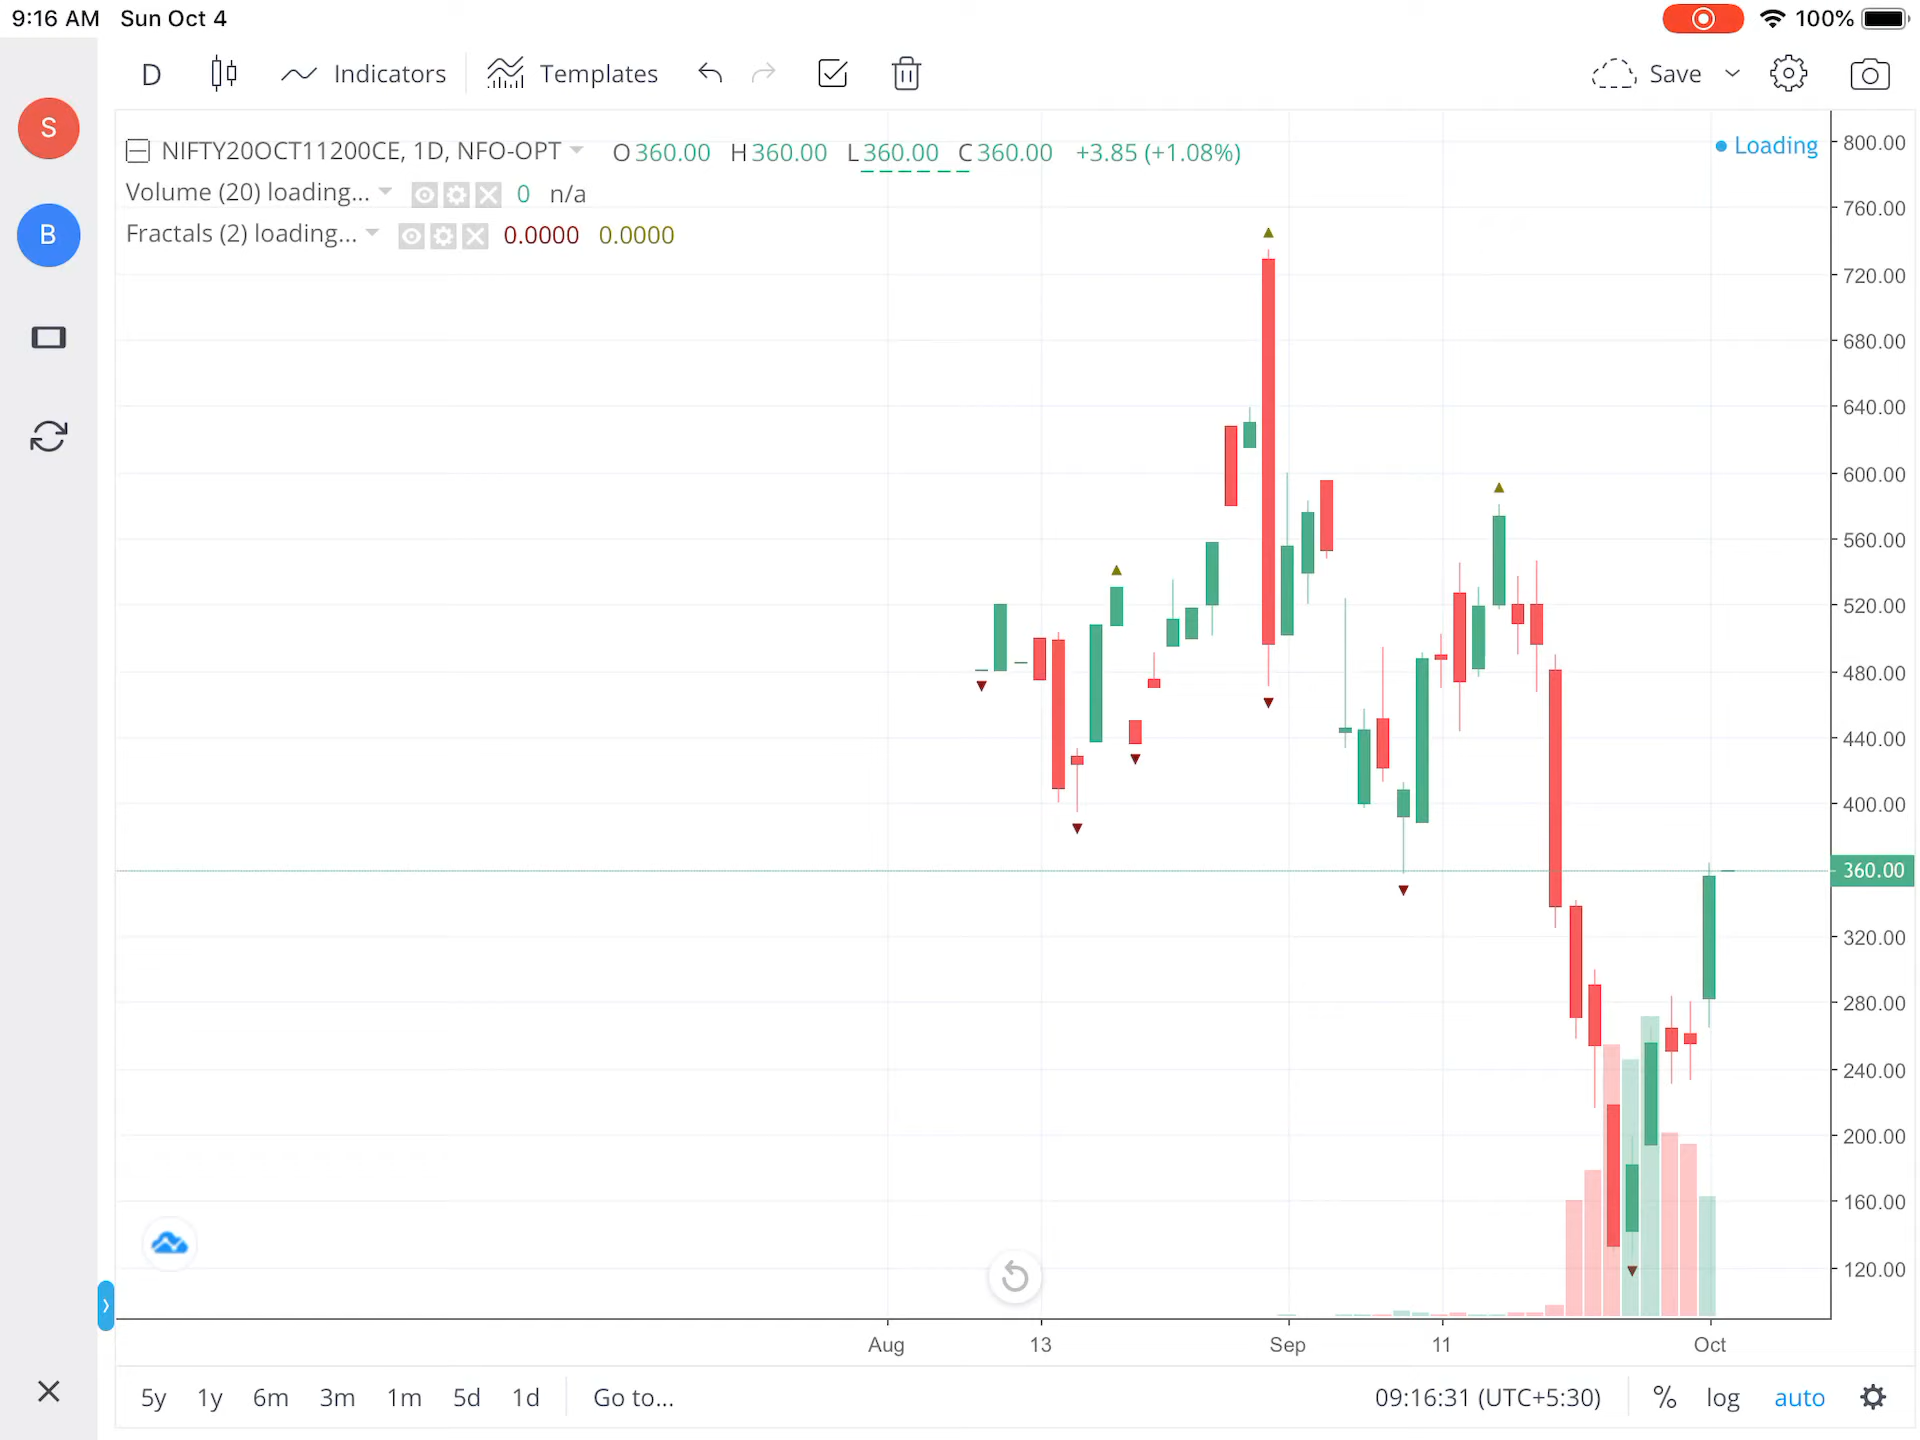 9:16 AM Sun Oct 4 100%
D Indicators Templates Save
S
B
NIFTY20OCT11200CE, 1D, NFO-OPT O360.00 H360.00 L360.00 C360.00 +3.85 (+1.08%)
Loading
Volume (20) loading... 0 n/a
Fractals (2) loading... 0.0000 0.0000
800.00
760.00
720.00
680.00
640.00
600.00
560.00
520.00
480.00
440.00
400.00
360.00
320.00
280.00
240.00
200.00
160.00
120.00
Aug 13 Sep 11 Oct
5y 1y 6m 3m 1m 5d 1d Go to... 09:16:31 (UTC+5:30) % log auto